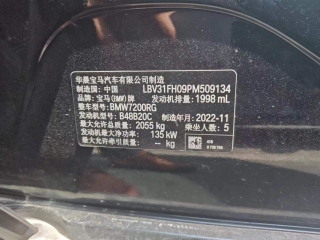 华晨宝马汽车有限公司制造
制造国: 中国 LBV31FH09PM509134
品牌: 宝马(BMW)牌 发动机排量: 1998 mL
整车型号: BMW7200RG
发动机型号: B48B20C 制造年月: 2022-11
最大允许总质量: 2055 kg 乘坐人数: 5
发动机最大净功率: 135 kW
最大允许牵引质量: -- kg